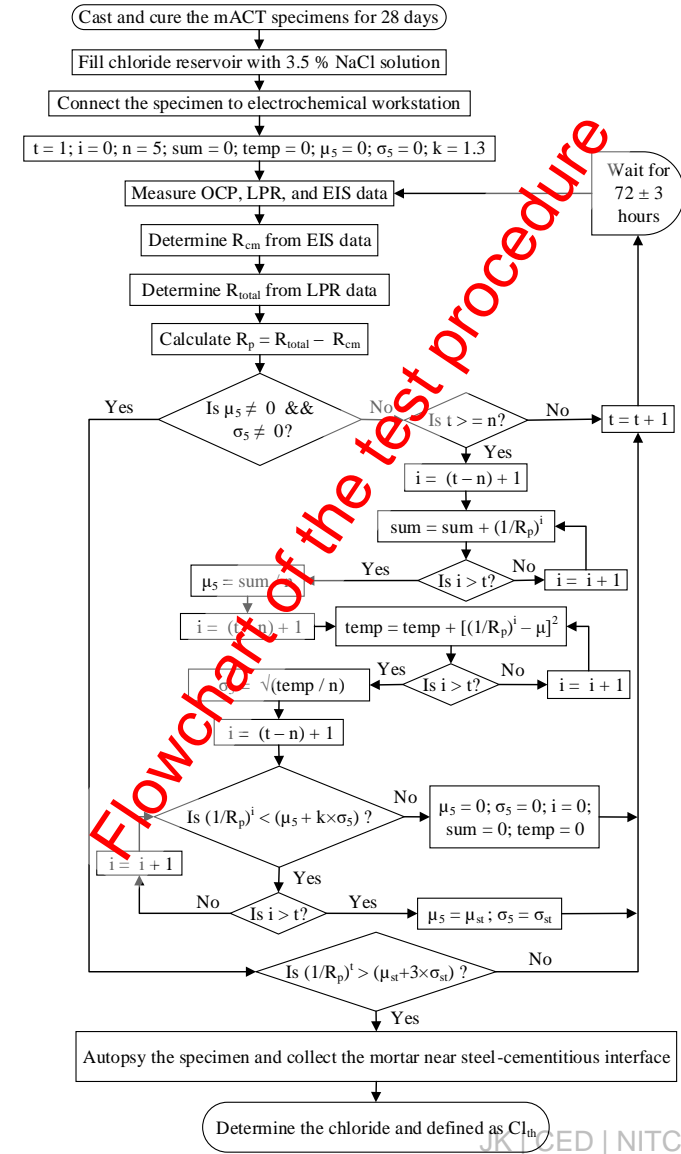 Cast and cure the mACT specimens for 28 days
Fill chloride reservoir with 3.5 % NaCl solution
Connect the specimen to electrochemical workstation
t = 1; i = 0; n = 5; sum = 0; temp = 0; μ₅ = 0; σ₅ = 0; k = 1.3
Wait for
72 ± 3
hours
Measure OCP, LPR, and EIS data
Determine Rcm from EIS data
Determine Rtotal from LPR data
Calculate Rp = Rtotal − Rcm
Yes
Is μ₅ ≠ 0 &&
σ₅ ≠ 0?
No
Is t >= n?
No
t = t + 1
Yes
i = (t − n) + 1
sum = sum + (1/Rp)ⁱ
Yes
Is i > t?
No
i = i + 1
μ₅ = sum / n
i = (t − n) + 1
temp = temp + [(1/Rp)ⁱ − μ]²
Yes
Is i > t?
No
i = i + 1
σ₅ = √(temp / n)
i = (t − n) + 1
Is (1/Rp)ⁱ < (μ₅ + k×σ₅) ?
No
μ₅ = 0; σ₅ = 0; i = 0;
sum = 0; temp = 0
i = i + 1
Yes
No
Is i > t?
Yes
μ₅ = μst ; σ₅ = σst
Is (1/Rp)ᵗ > (μst+3×σst) ?
No
Yes
Autopsy the specimen and collect the mortar near steel-cementitious interface
Determine the chloride and defined as Clth
Flowchart of the test procedure
JK | CED | NITC